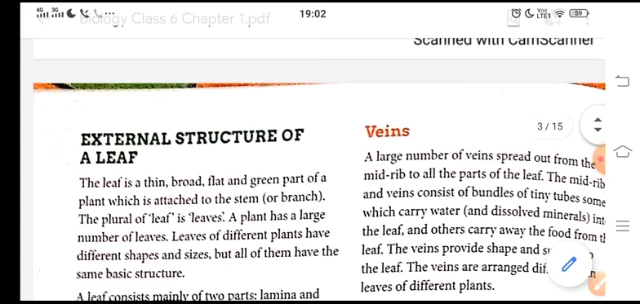 4G 3G
19:02
Vo)
LTE1
59
Biology Class 6 Chapter 1.pdf
Scanned with CamScanner
3 / 15
EXTERNAL STRUCTURE OF
A LEAF
The leaf is a thin, broad, flat and green part of a
plant which is attached to the stem (or branch).
The plural of 'leaf' is 'leaves'. A plant has a large
number of leaves. Leaves of different plants have
different shapes and sizes, but all of them have the
same basic structure.
A leaf consists mainly of two parts: lamina and
Veins
A large number of veins spread out from the
mid-rib to all the parts of the leaf. The mid-rib
and veins consist of bundles of tiny tubes some
which carry water (and dissolved minerals)
the leaf, and others carry away the food from
leaf. The veins provide shape and
the leaf. The veins are arranged
leaves of different plants.